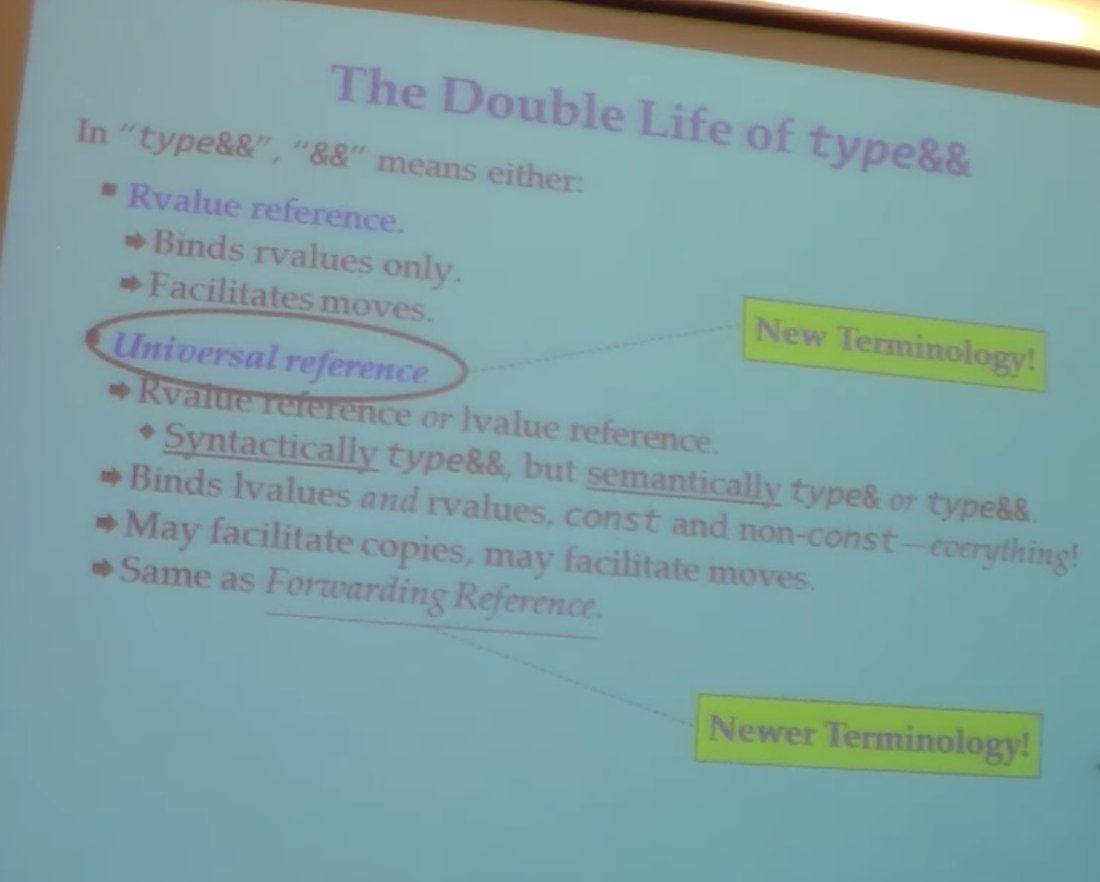 The Double Life of type&&
In “type&&”, “&&” means either:
▪ Rvalue reference.
➡ Binds rvalues only.
➡ Facilitates moves.
▪ Universal reference
New Terminology!
➡ Rvalue reference or lvalue reference.
◆ Syntactically type&&, but semantically type& or type&&.
➡ Binds lvalues and rvalues, const and non-const—everything!
➡ May facilitate copies, may facilitate moves.
➡ Same as Forwarding Reference.
Newer Terminology!